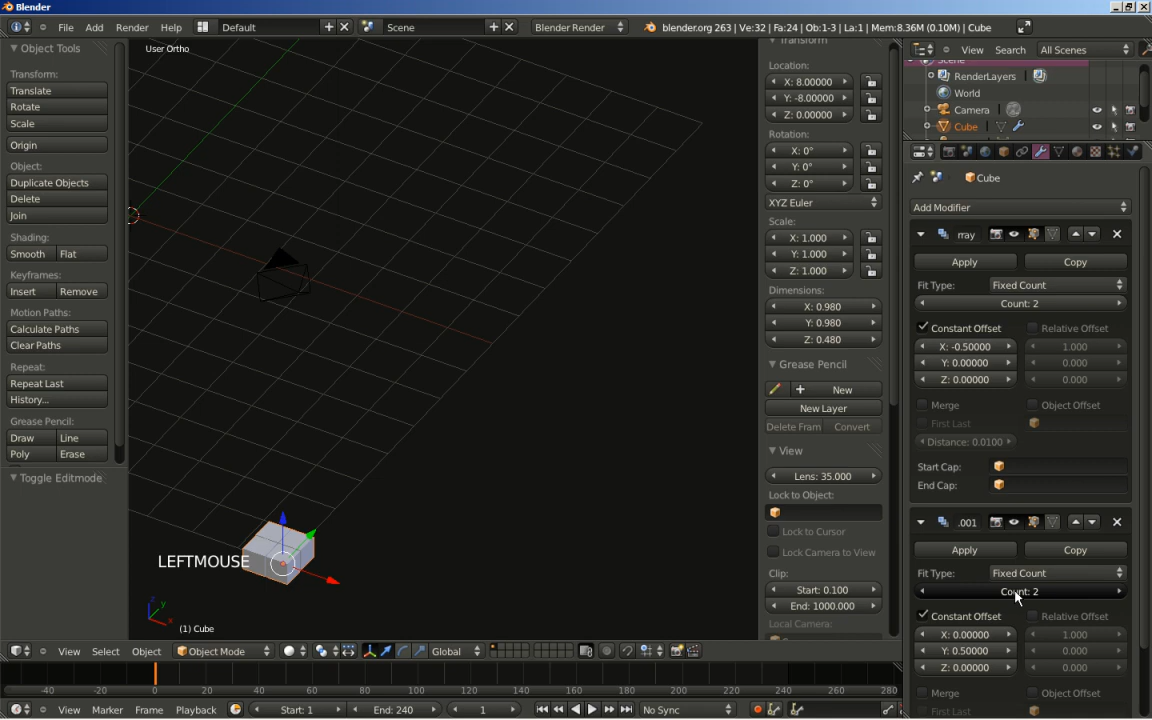 Blender
File Add Render Help Default Scene Blender Render blender.org 263 | Ve:32 | Fa:24 | Ob:1-3 | La:1 | Mem:8.36M (0.10M) | Cube
Object Tools
Transform:
Translate
Rotate
Scale
Origin
Object:
Duplicate Objects
Delete
Join
Shading:
Smooth Flat
Keyframes:
Insert Remove
Motion Paths:
Calculate Paths
Clear Paths
Repeat:
Repeat Last
History...
Grease Pencil:
Draw Line
Poly Erase
Toggle Editmode
User Ortho
LEFTMOUSE
z
y
x
(1) Cube
Transform
Location:
X: 8.00000
Y: -8.00000
Z: 0.00000
Rotation:
X: 0°
Y: 0°
Z: 0°
XYZ Euler
Scale:
X: 1.000
Y: 1.000
Z: 1.000
Dimensions:
X: 0.980
Y: 0.980
Z: 0.480
Grease Pencil
New
New Layer
Delete Fram Convert
View
Lens: 35.000
Lock to Object:
Lock to Cursor
Lock Camera to View
Clip:
Start: 0.100
End: 1000.000
Local Camera:
View Search All Scenes
Scene
RenderLayers
World
Camera
Cube
Cube
Add Modifier
rray
Apply Copy
Fit Type: Fixed Count
Count: 2
Constant Offset Relative Offset
X: -0.50000 1.000
Y: 0.00000 0.000
Z: 0.00000 0.000
Merge Object Offset
First Last
Distance: 0.0100
Start Cap:
End Cap:
.001
Apply Copy
Fit Type: Fixed Count
Count: 2
Constant Offset Relative Offset
X: 0.00000 1.000
Y: 0.50000 0.000
Z: 0.00000 0.000
Merge Object Offset
First Last
View Select Object Object Mode Global
-40 -20 0 20 40 60 80 100 120 140 160 180 200 220 240 260 280
View Marker Frame Playback Start: 1 End: 240 1 No Sync